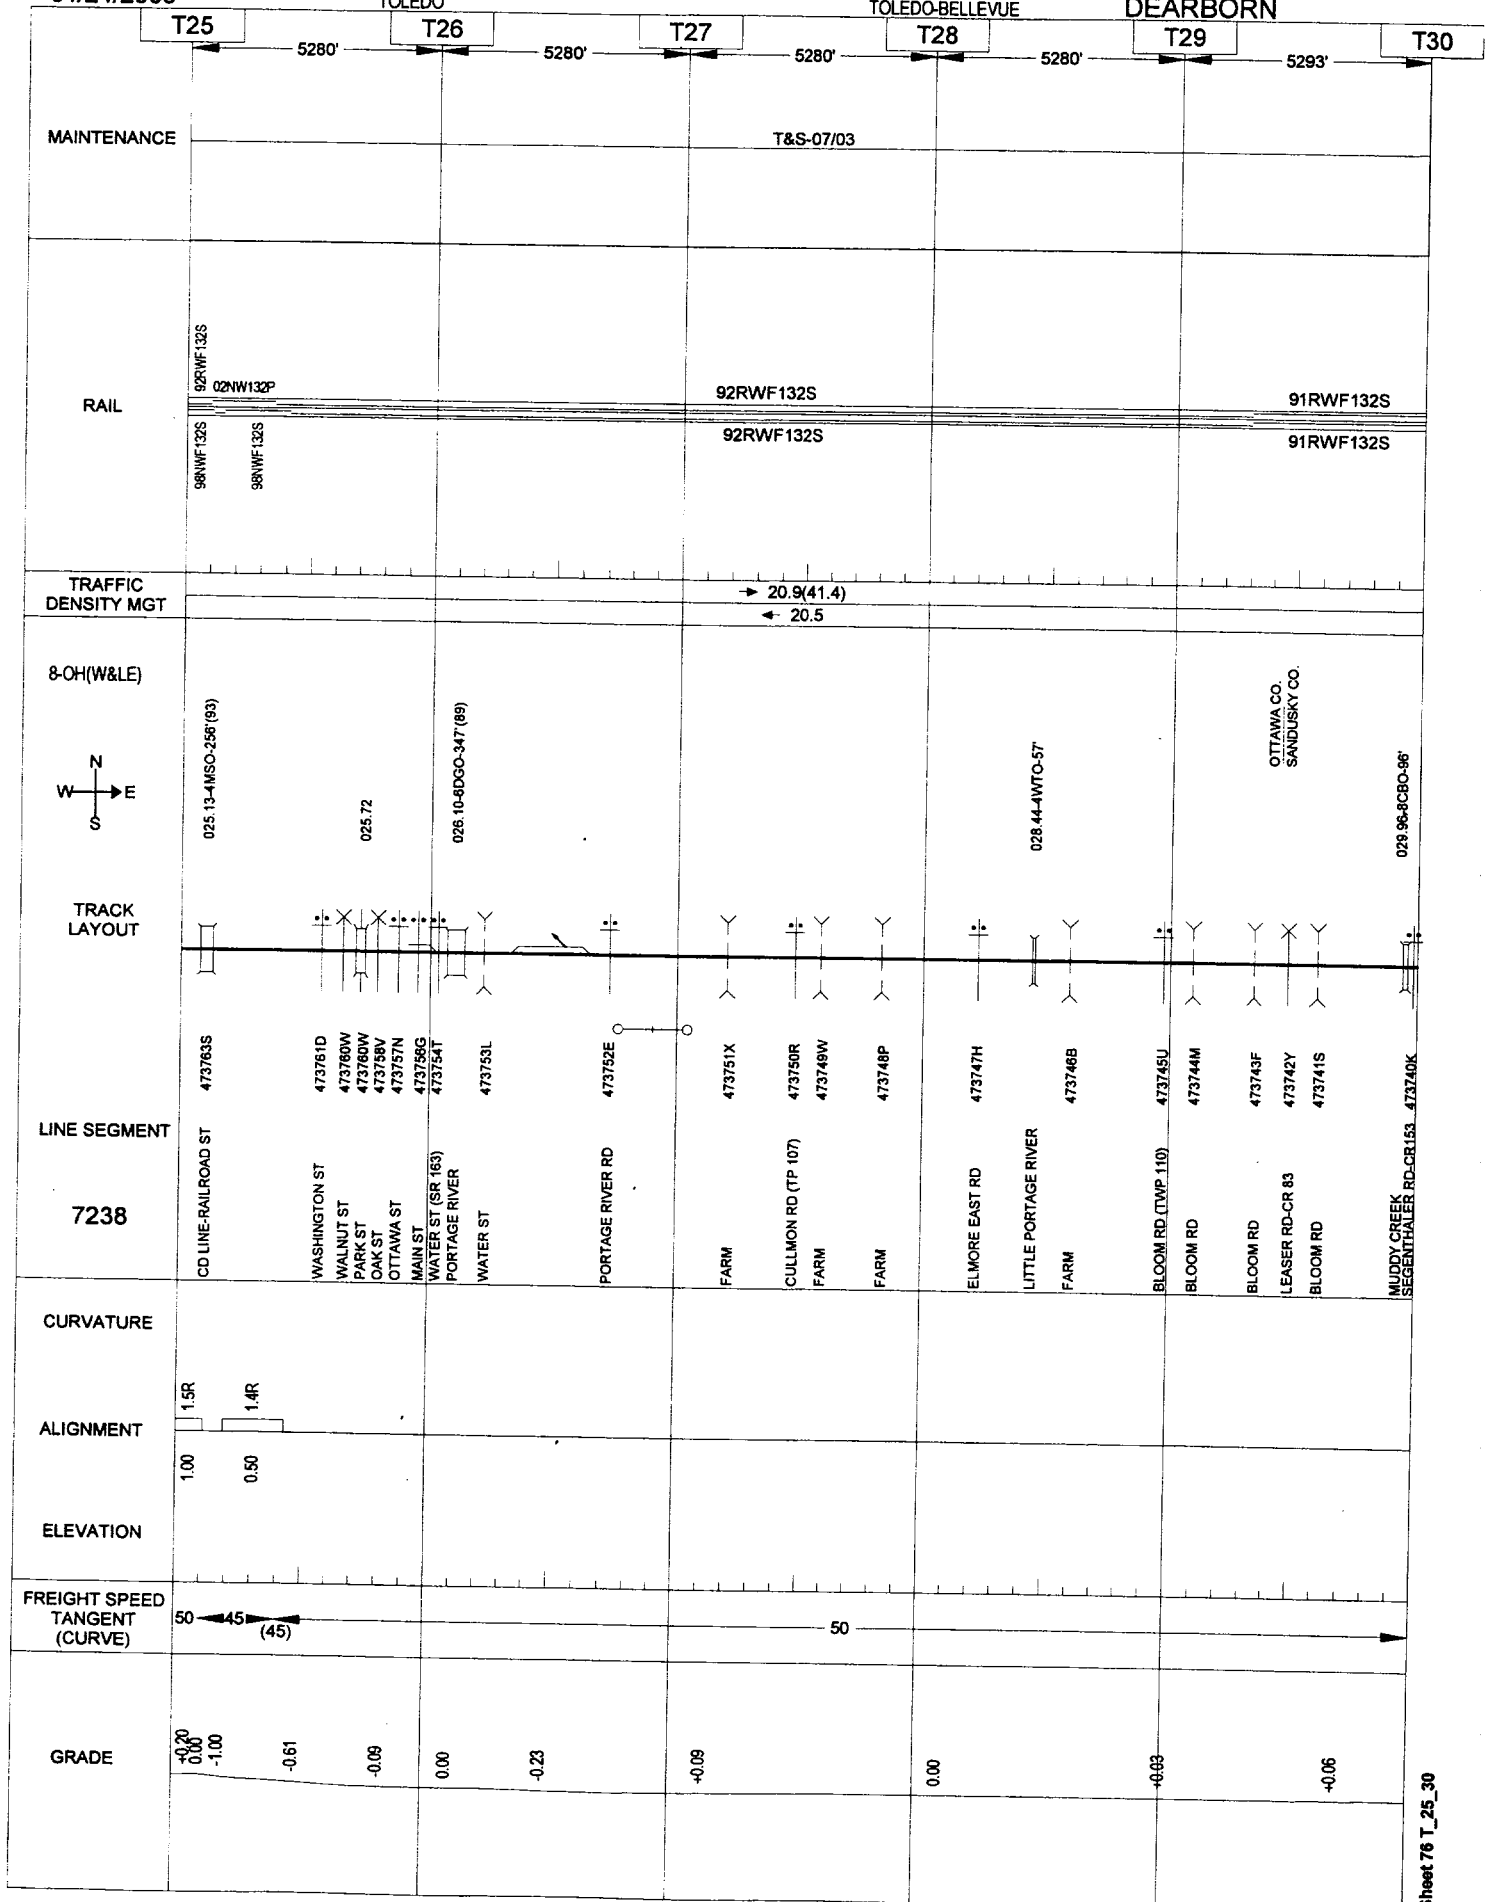 TOLEDO
TOLEDO-BELLEVUE
DEARBORN
T25
T26
T27
T28
T29
T30
5280'
5280'
5280'
5280'
5293'
MAINTENANCE
T&S-07/03
RAIL
92RWF132S
02NW132P
92RWF132S
91RWF132S
98NWF132S
98NWF132S
92RWF132S
91RWF132S
TRAFFIC
DENSITY MGT
20.9(41.4)
20.5
8-OH(W&LE)
N
W
E
S
025.13-4MSO-256'(93)
025.72
026.10-6DGO-347'(89)
028.44-4WTO-57'
OTTAWA CO.
SANDUSKY CO.
029.96-8CBO-96'
TRACK
LAYOUT
473763S
473761D
473760W
473760W
473758V
473757N
473756G
473754T
473753L
473752E
473751X
473750R
473749W
473748P
473747H
473746B
473745U
473744M
473743F
473742Y
473741S
473740K
LINE SEGMENT
7238
CD LINE-RAILROAD ST
WASHINGTON ST
WALNUT ST
PARK ST
OAK ST
OTTAWA ST
MAIN ST
WATER ST (SR 163)
PORTAGE RIVER
WATER ST
PORTAGE RIVER RD
FARM
CULLMON RD (TP 107)
FARM
FARM
ELMORE EAST RD
LITTLE PORTAGE RIVER
FARM
BLOOM RD (TWP 110)
BLOOM RD
BLOOM RD
LEASER RD-CR 83
BLOOM RD
MUDDY CREEK
SEGENTHALER RD-CR153
CURVATURE
1.5R
1.4R
ALIGNMENT
1.00
0.50
ELEVATION
FREIGHT SPEED
TANGENT
(CURVE)
50
45
(45)
50
GRADE
+0.20
0.00
-1.00
-0.61
-0.09
0.00
-0.23
+0.09
0.00
+0.03
+0.06
Sheet 76 T_25_30